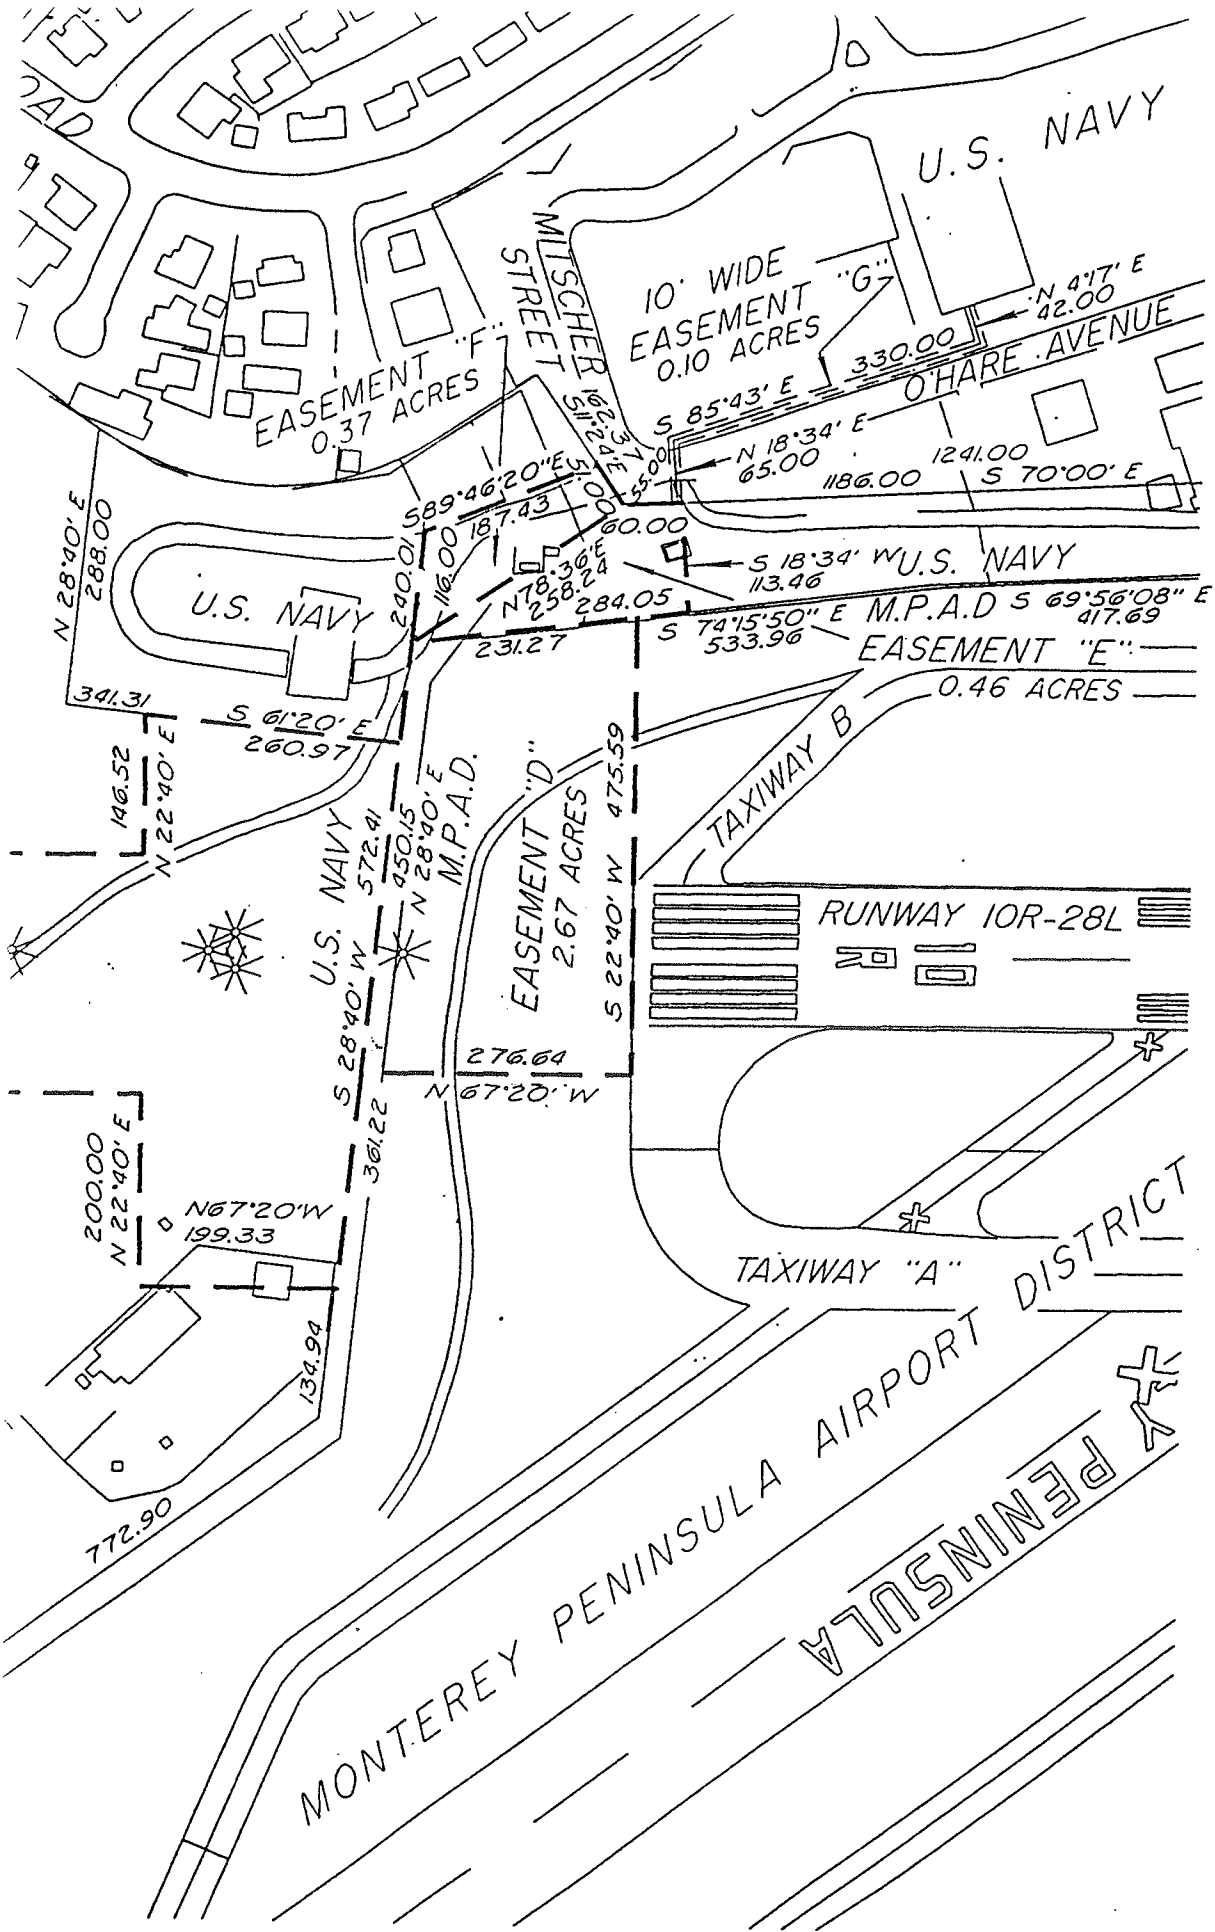 U.S. NAVY
MITSCHER
STREET
10' WIDE
EASEMENT "G"
0.10 ACRES
N 4°17' E
42.00
330.00
O'HARE AVENUE
S 85°43' E
EASEMENT "F"
0.37 ACRES
162.37
S11°24'E
N 18°34' E
65.00
55.00
1241.00
1186.00
S 70°00' E
N 28°40' E
288.00
S89°46'20"E
187.43
51.00
60.00
240.01
116.00
N78°36'E
258.24
S 18°34' W
113.46
U.S. NAVY
U.S. NAVY
284.05
231.27
S 74°15'50" E
533.96
M.P.A.D
S 69°56'08" E
417.69
EASEMENT "E"
0.46 ACRES
341.31
S 61°20' E
260.97
146.52
N 22°40' E
U.S. NAVY
S 28°40' W
572.41
450.15
N 28°40' E
M.P.A.D.
EASEMENT "D"
2.67 ACRES
S 22°40' W
475.59
TAXIWAY B
RUNWAY 10R-28L
276.64
N 67°20' W
361.22
200.00
N 22°40' E
N67°20'W
199.33
134.94
772.90
TAXIWAY "A"
MONTEREY PENINSULA AIRPORT DISTRICT
Y PENINSULA